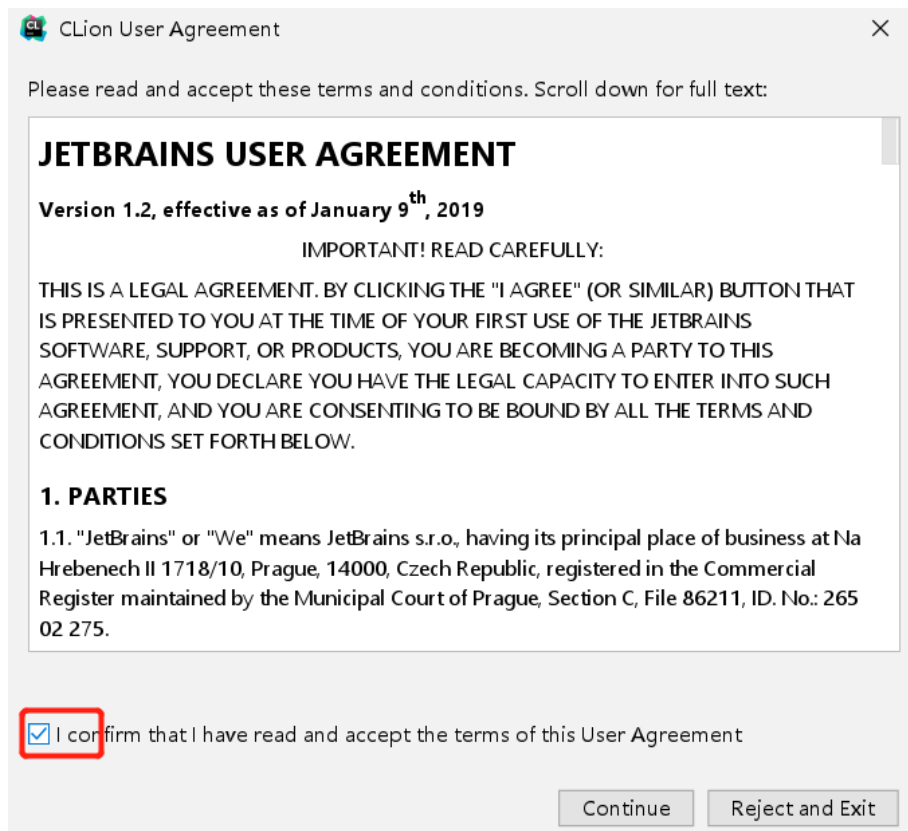 CLion User Agreement
Please read and accept these terms and conditions. Scroll down for full text:
JETBRAINS USER AGREEMENT
Version 1.2, effective as of January 9th, 2019
IMPORTANT! READ CAREFULLY:
THIS IS A LEGAL AGREEMENT. BY CLICKING THE "I AGREE" (OR SIMILAR) BUTTON THAT
IS PRESENTED TO YOU AT THE TIME OF YOUR FIRST USE OF THE JETBRAINS
SOFTWARE, SUPPORT, OR PRODUCTS, YOU ARE BECOMING A PARTY TO THIS
AGREEMENT, YOU DECLARE YOU HAVE THE LEGAL CAPACITY TO ENTER INTO SUCH
AGREEMENT, AND YOU ARE CONSENTING TO BE BOUND BY ALL THE TERMS AND
CONDITIONS SET FORTH BELOW.
1. PARTIES
1.1. "JetBrains" or "We" means JetBrains s.r.o., having its principal place of business at Na
Hrebenech II 1718/10, Prague, 14000, Czech Republic, registered in the Commercial
Register maintained by the Municipal Court of Prague, Section C, File 86211, ID. No.: 265
02 275.
I confirm that I have read and accept the terms of this User Agreement
Continue
Reject and Exit